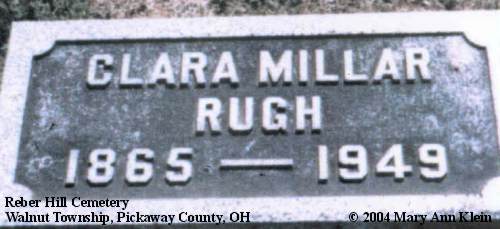 CLARA MILLAR
RUGH
1865 — 1949
Reber Hill Cemetery
Walnut Township, Pickaway County, OH © 2004 Mary Ann Klein